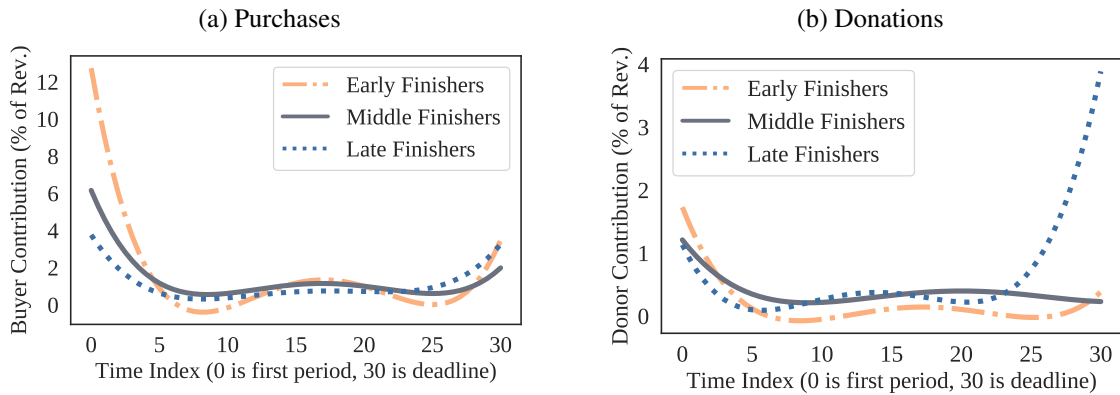 (a) Purchases
Buyer Contribution (% of Rev.)
12
10
8
6
4
2
0
Early Finishers
Middle Finishers
Late Finishers
0 5 10 15 20 25 30
Time Index (0 is first period, 30 is deadline)
(b) Donations
Donor Contribution (% of Rev.)
4
3
2
1
0
Early Finishers
Middle Finishers
Late Finishers
0 5 10 15 20 25 30
Time Index (0 is first period, 30 is deadline)